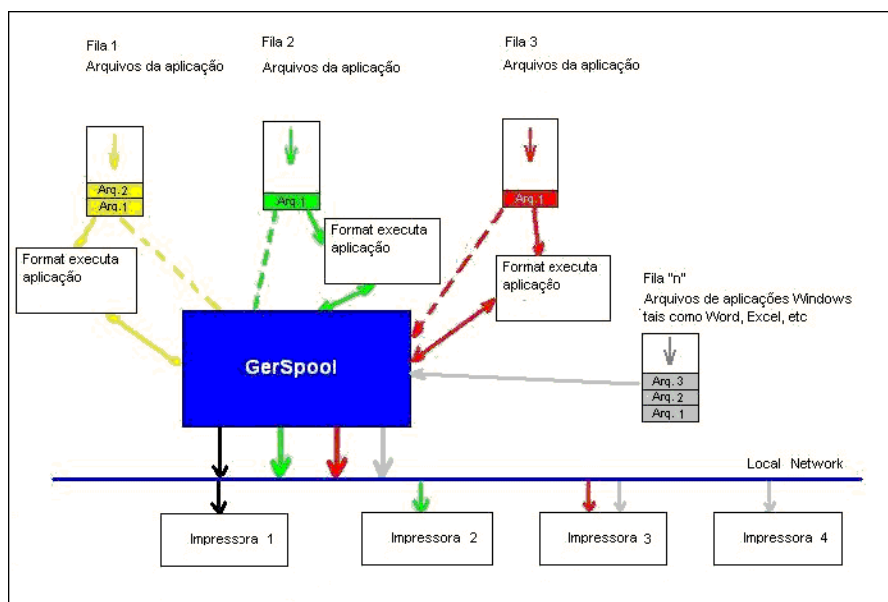 Fila 1
Arquivos da aplicação
Fila 2
Arquivos da aplicação
Fila 3
Arquivos da aplicação
Arq.2
Arq.1
Arq.1
Arq.1
Format executa
aplicação
Format executa
aplicação
Format executa
aplicação
Fila "n"
Arquivos de aplicações Windows
tais como Word, Excel, etc
Arq. 3
Arq. 2
Arq. 1
GerSpool
Local Network
Impressora 1
Impressora 2
Impressora 3
Impressora 4